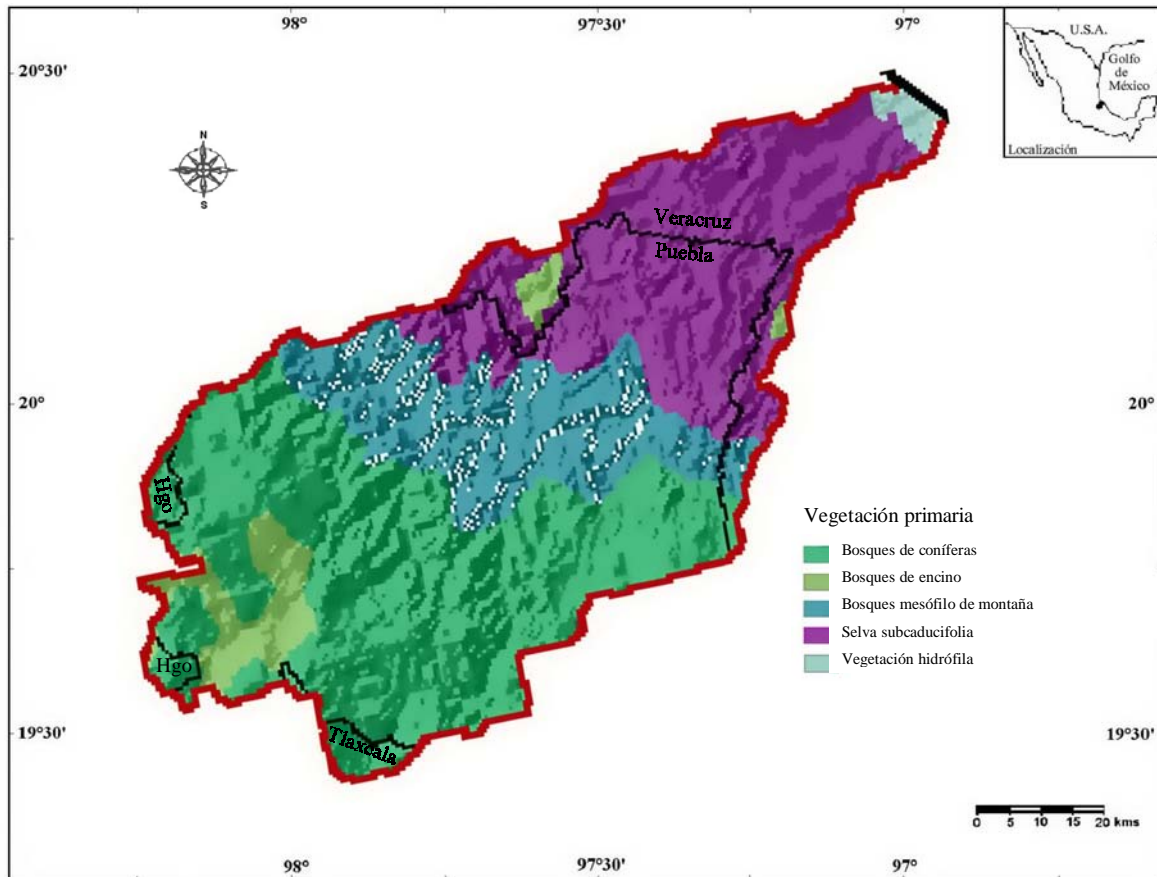 98° 97°30' 97°
20°30'
U.S.A.
Golfo
de
México
Localización
N
S
Veracruz
Puebla
20° 20°
Hgo
Vegetación primaria
Bosques de coníferas
Bosques de encino
Bosques mesófilo de montaña
Selva subcaducifolia
Vegetación hidrófila
Hgo
Tlaxcala
19°30' 19°30'
0 5 10 15 20 kms
98° 97°30' 97°